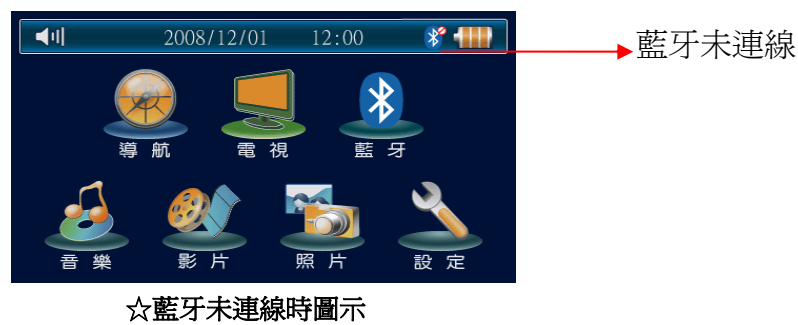 2008/12/01 12:00
藍牙未連線
導航 電視 藍牙
音樂 影片 照片 設定
☆藍牙未連線時圖示